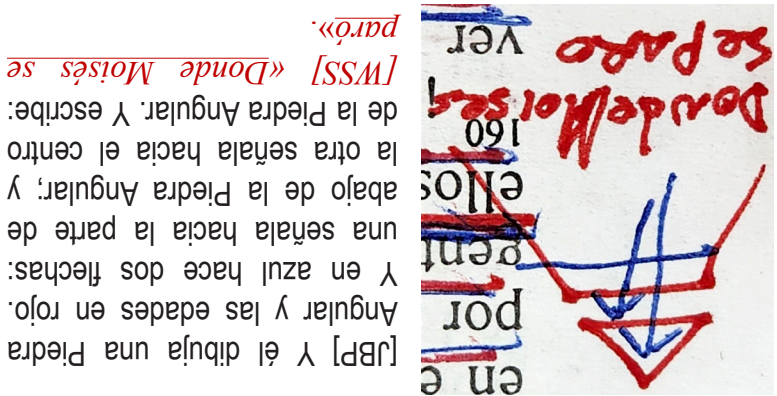 en e
por
gent
ellos
160
ver
Donde Moises
se paro
[JBP] Y él dibuja una Piedra
Angular y las edades en rojo.
Y en azul hace dos flechas:
una señala hacia la parte de
abajo de la Piedra Angular; y
la otra señala hacia el centro
de la Piedra Angular. Y escribe:
[WSS] «Donde Moisés se
paró».